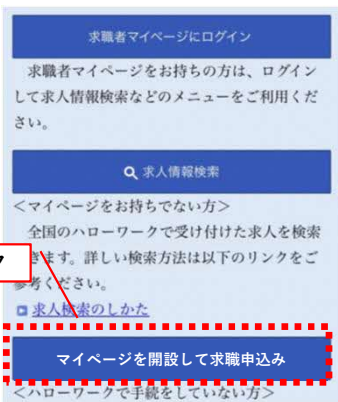 求職者マイページにログイン
求職者マイページをお持ちの方は、ログイン
して求人情報検索などのメニューをご利用くだ
さい。
求人情報検索
<マイページをお持ちでない方>
全国のハローワークで受け付けた求人を検索
きます。詳しい検索方法は以下のリンクをご
参考ください。
求人検索のしかた
マイページを開設して求職申込み
<ハローワークで手続をしていない方>